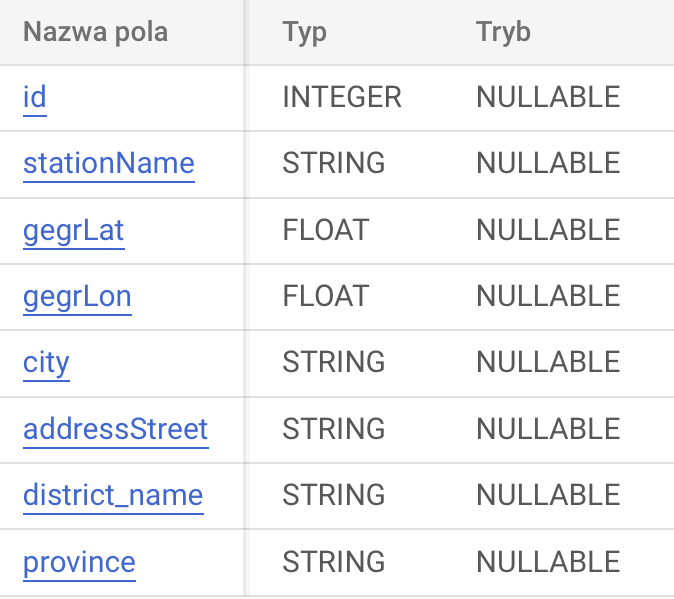 Nazwa pola Typ Tryb
id INTEGER NULLABLE
stationName STRING NULLABLE
gegrLat FLOAT NULLABLE
gegrLon FLOAT NULLABLE
city STRING NULLABLE
addressStreet STRING NULLABLE
district_name STRING NULLABLE
province STRING NULLABLE